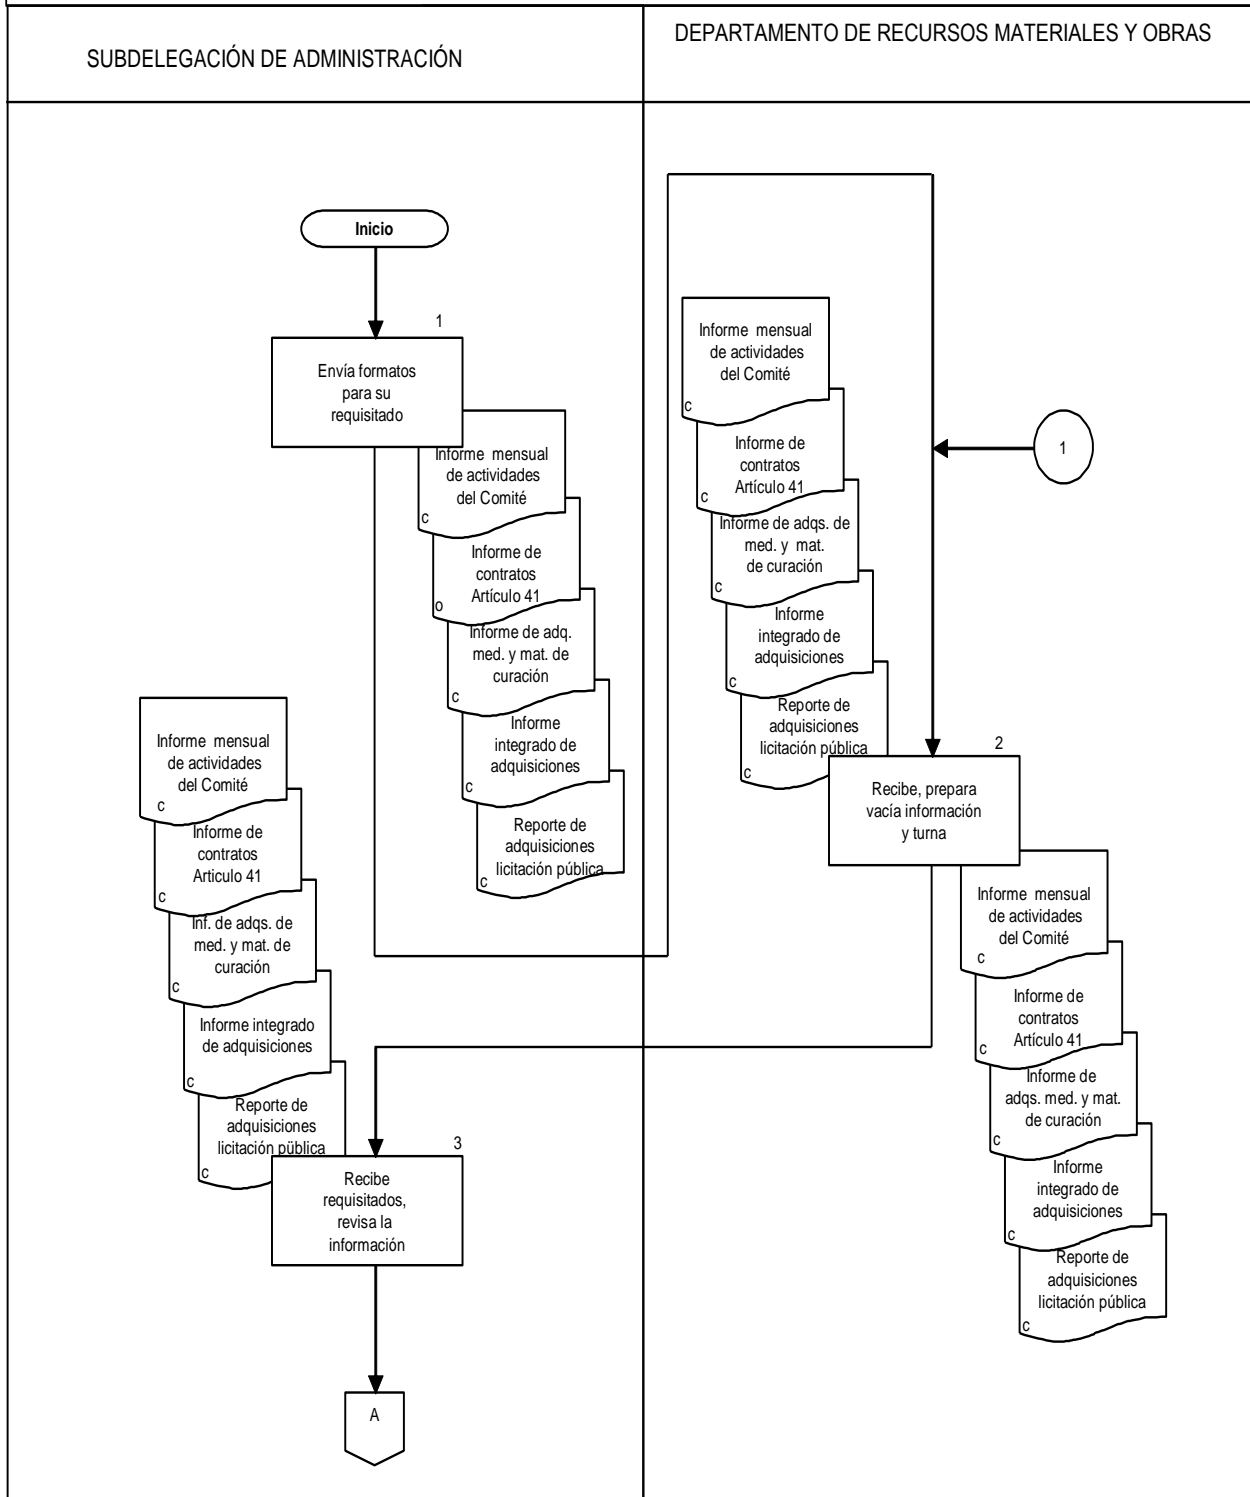 SUBDELEGACIÓN DE ADMINISTRACIÓN
DEPARTAMENTO DE RECURSOS MATERIALES Y OBRAS
Inicio
1
Envía formatos
para su
requisitado
Informe mensual
de actividades
del Comité
c
Informe de
contratos
Artículo 41
o
Informe de adq.
med. y mat. de
curación
c
Informe
integrado de
adquisiciones
c
Reporte de
adquisiciones
licitación pública
c
Informe mensual
de actividades
del Comité
c
Informe de
contratos
Artículo 41
c
Informe de adqs. de
med. y mat.
de curación
c
Informe
integrado de
adquisiciones
c
Reporte de
adquisiciones
licitación pública
c
1
2
Recibe, prepara
vacía información
y turna
Informe mensual
de actividades
del Comité
c
Informe de
contratos
Artículo 41
c
Informe de
adqs. med. y mat.
de curación
c
Informe
integrado de
adquisiciones
c
Reporte de
adquisiciones
licitación pública
c
Informe mensual
de actividades
del Comité
c
Informe de
contratos
Articulo 41
c
Inf. de adqs. de
med. y mat. de
curación
c
Informe integrado
de adquisiciones
c
Reporte de
adquisiciones
licitación pública
c
3
Recibe
requisitados,
revisa la
información
A